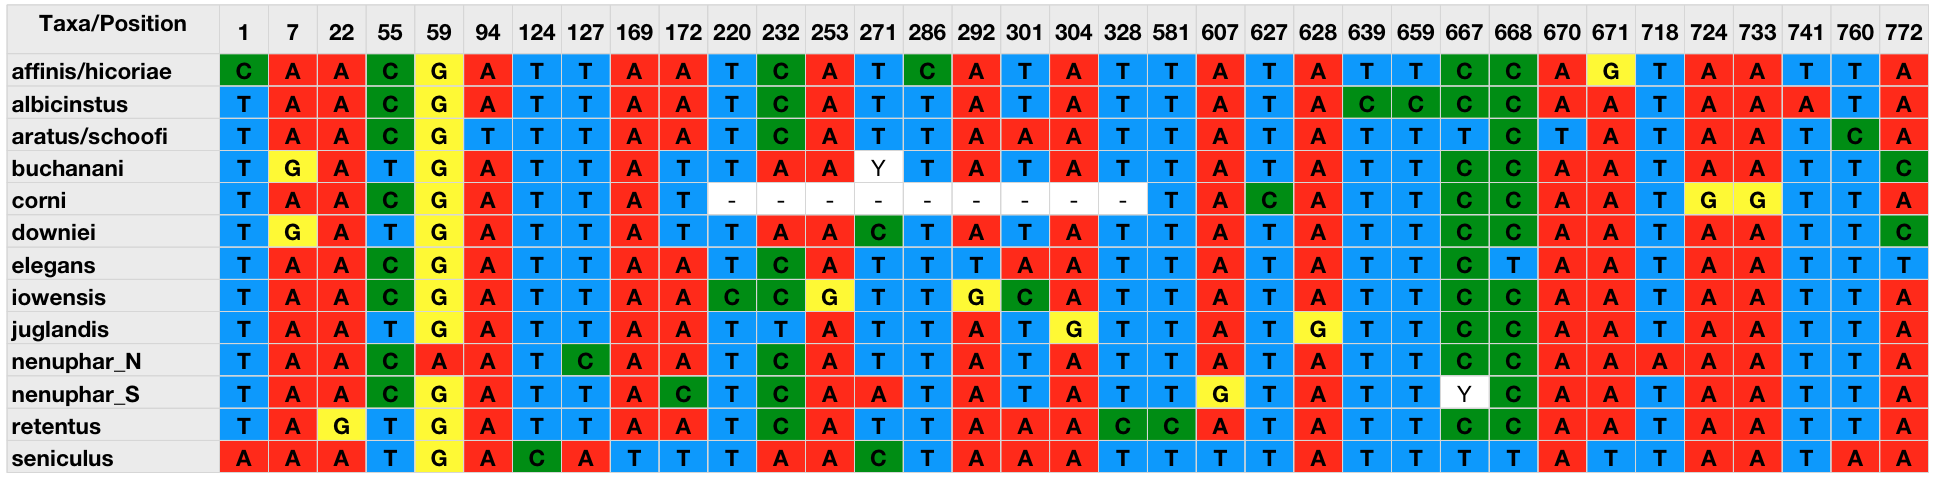 Taxa/Position 1 7 22 55 59 94 124 127 169 172 220 232 253 271 286 292 301 304 328 581 607 627 628 639 659 667 668 670 671 718 724 733 741 760 772
affinis/hicoriae C A A C G A T T A A T C A T C A T A T T A T A T T C C A G T A A T T A
albicinstus T A A C G A T T A A T C A T T A T A T T A T A C C C C A A T A A A T A
aratus/schoofi T A A C G T T T A A T C A T T A A A T T A T A T T T C T A T A A T C A
buchanani T G A T G A T T A T T A A Y T A T A T T A T A T T C C A A T A A T T C
corni T A A C G A T T A T - - - - - - - - - T A C A T T C C A A T G G T T A
downiei T G A T G A T T A T T A A C T A T A T T A T A T T C C A A T A A T T C
elegans T A A C G A T T A A T C A T T T A A T T A T A T T C T A A T A A T T T
iowensis T A A C G A T T A A C C G T T G C A T T A T A T T C C A A T A A T T A
juglandis T A A T G A T T A A T T A T T A T G T T A T G T T C C A A T A A T T A
nenuphar_N T A A C A A T C A A T C A T T A T A T T A T A T T C C A A A A A T T A
nenuphar_S T A A C G A T T A C T C A A T A T A T T G T A T T Y C A A T A A T T A
retentus T A G T G A T T A A T C A T T A A A C C A T A T T C C A A T A A T T A
seniculus A A A T G A C A T T T A A C T A A A T T T T A T T T T A T T A A T A A